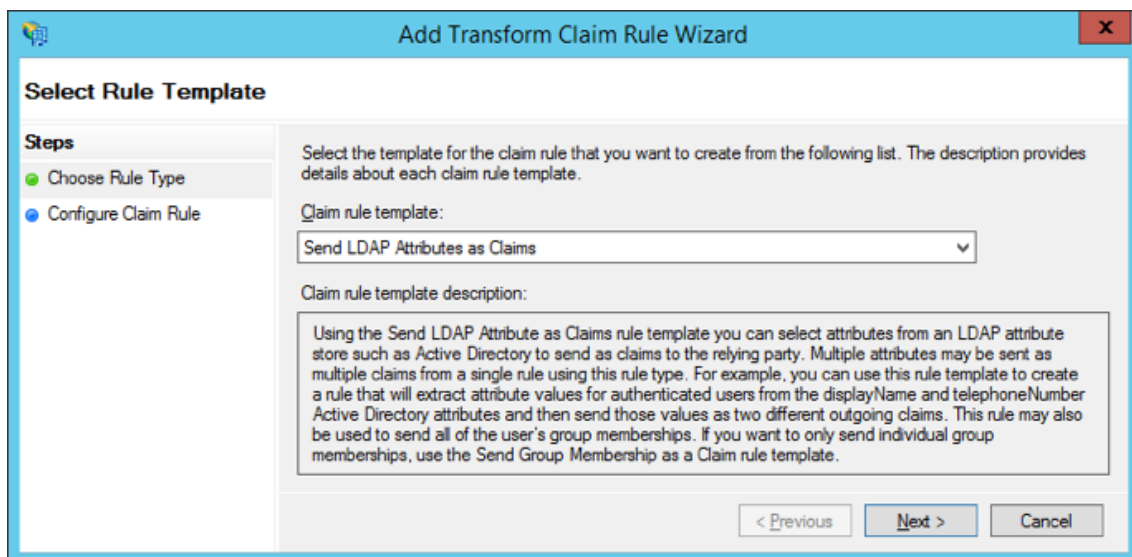 Add Transform Claim Rule Wizard
x
Select Rule Template
Steps
Choose Rule Type
Configure Claim Rule
Select the template for the claim rule that you want to create from the following list. The description provides
details about each claim rule template.
Claim rule template:
Send LDAP Attributes as Claims
Claim rule template description:
Using the Send LDAP Attribute as Claims rule template you can select attributes from an LDAP attribute
store such as Active Directory to send as claims to the relying party. Multiple attributes may be sent as
multiple claims from a single rule using this rule type. For example, you can use this rule template to create
a rule that will extract attribute values for authenticated users from the displayName and telephoneNumber
Active Directory attributes and then send those values as two different outgoing claims. This rule may also
be used to send all of the user's group memberships. If you want to only send individual group
memberships, use the Send Group Membership as a Claim rule template.
< Previous
Next >
Cancel